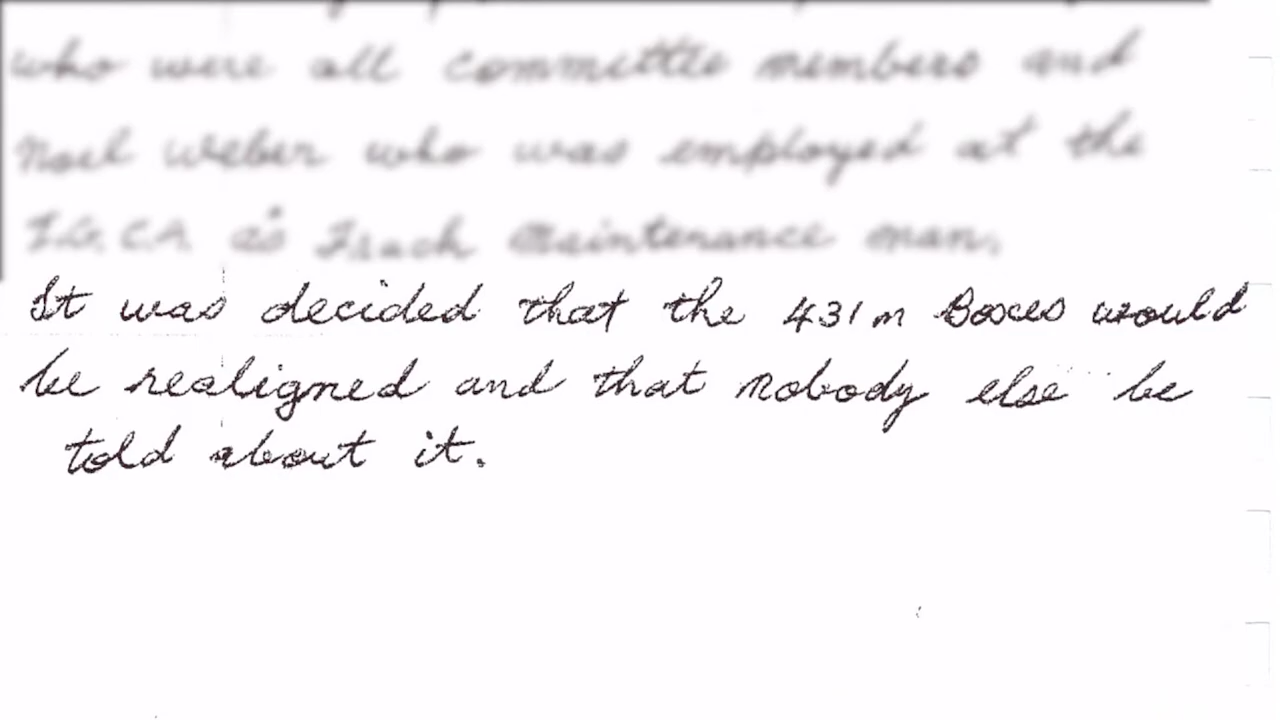 who were all committee members and
Noel Weber who was employed at the
T.G.C.A. as Track Maintenance man.
It was decided that the 431m Boxes would
be realigned and that Nobody else be
told about it.